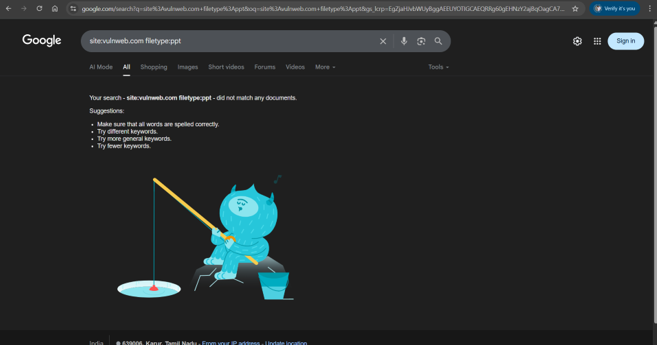 google.com/search?q=site%3Avulnweb.com+filetype%3Appt&oq=site%3Avulnweb.com+filetype%3Appt&gs_lcrp=
Verify it's you
Google
site:vulnweb.com filetype:ppt
Sign in
AI Mode All Shopping Images Short videos Forums Videos More Tools
Your search - site:vulnweb.com filetype:ppt - did not match any documents.
Suggestions:
Make sure that all words are spelled correctly.
Try different keywords.
Try more general keywords.
Try fewer keywords.
India 639006, Karur, Tamil Nadu - From your IP address - Update location